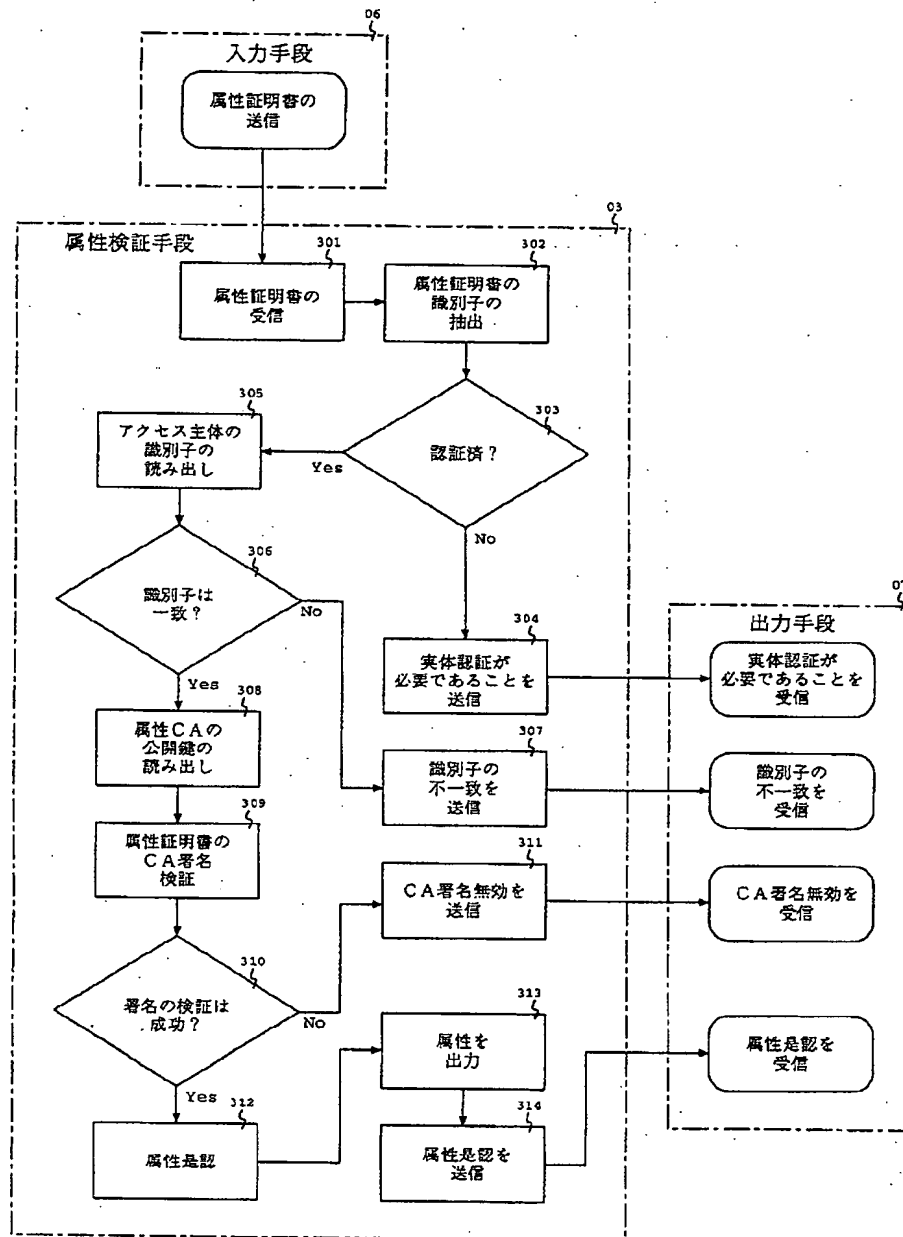 06
入力手段
属性証明書の
送信
03
属性検証手段
301
属性証明書の
受信
302
属性証明書の
識別子の
抽出
303
認証済?
Yes
No
305
アクセス主体の
識別子の
読み出し
306
識別子は
一致?
No
Yes
304
実体認証が
必要であることを
送信
307
識別子の
不一致を
送信
308
属性CAの
公開鍵の
読み出し
309
属性証明書の
CA署名
検証
310
署名の検証は
成功?
No
Yes
311
CA署名無効を
送信
312
属性是認
313
属性を
出力
314
属性是認を
送信
出力手段
実体認証が
必要であることを
受信
識別子の
不一致を
受信
CA署名無効を
受信
属性是認を
受信